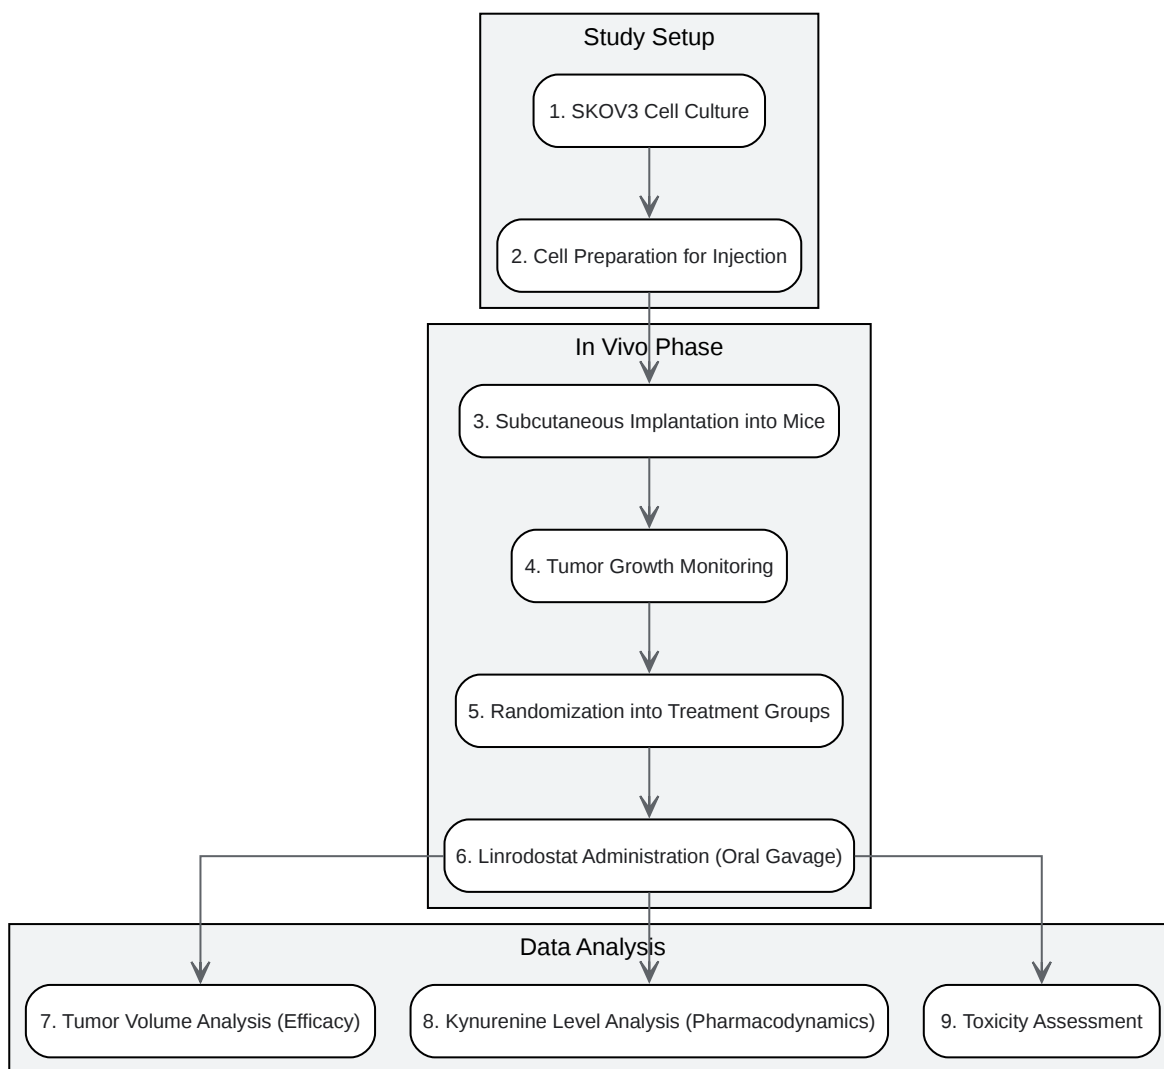 Study Setup
1. SKOV3 Cell Culture
2. Cell Preparation for Injection
In Vivo Phase
3. Subcutaneous Implantation into Mice
4. Tumor Growth Monitoring
5. Randomization into Treatment Groups
6. Linrodostat Administration (Oral Gavage)
Data Analysis
7. Tumor Volume Analysis (Efficacy)
8. Kynurenine Level Analysis (Pharmacodynamics)
9. Toxicity Assessment